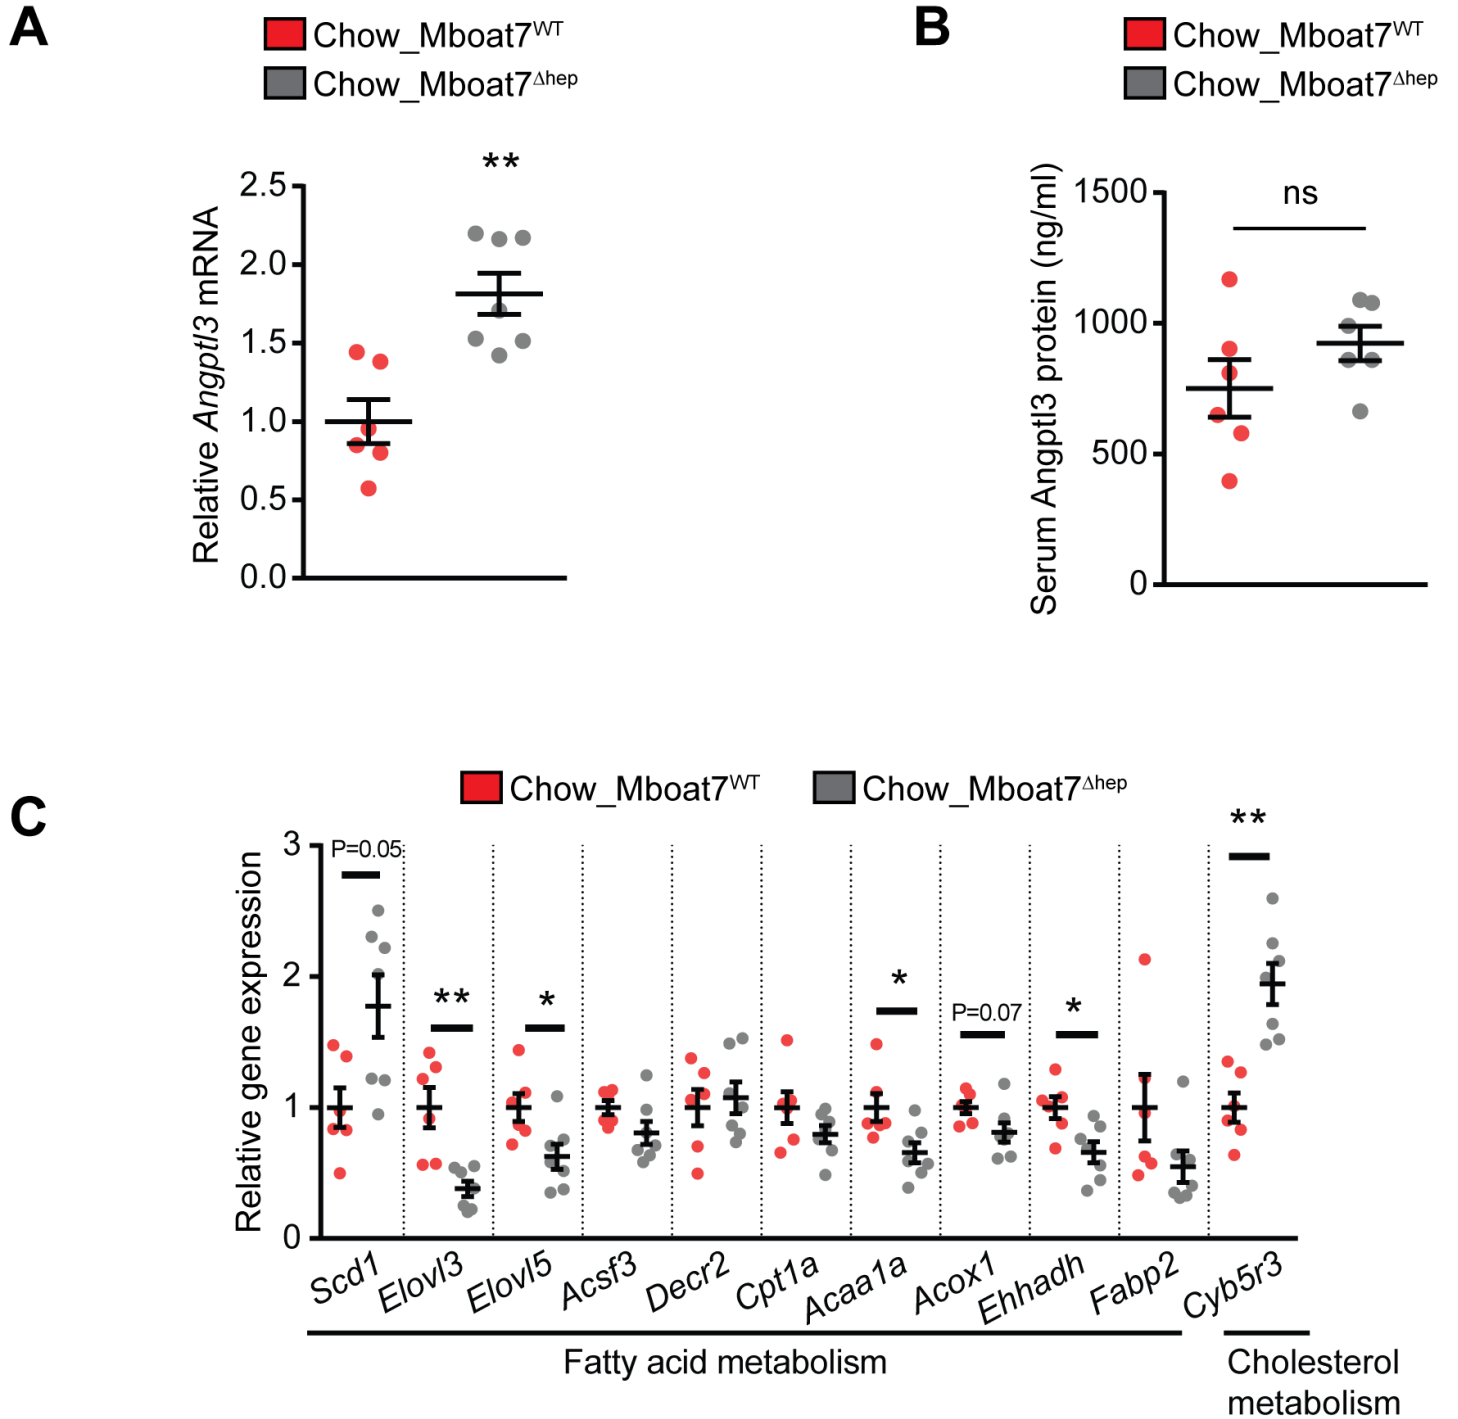 A
Chow_Mboat7WT
Chow_Mboat7Δhep
**
Relative Angptl3 mRNA
2.5
2.0
1.5
1.0
0.5
0.0
B
Chow_Mboat7WT
Chow_Mboat7Δhep
ns
Serum Angptl3 protein (ng/ml)
1500
1000
500
0
C
Chow_Mboat7WT
Chow_Mboat7Δhep
Relative gene expression
3
2
1
0
P=0.05
**
*
*
P=0.07
*
**
Scd1
Elovl3
Elovl5
Acsf3
Decr2
Cpt1a
Acaa1a
Acox1
Ehhadh
Fabp2
Cyb5r3
Fatty acid metabolism
Cholesterol
metabolism